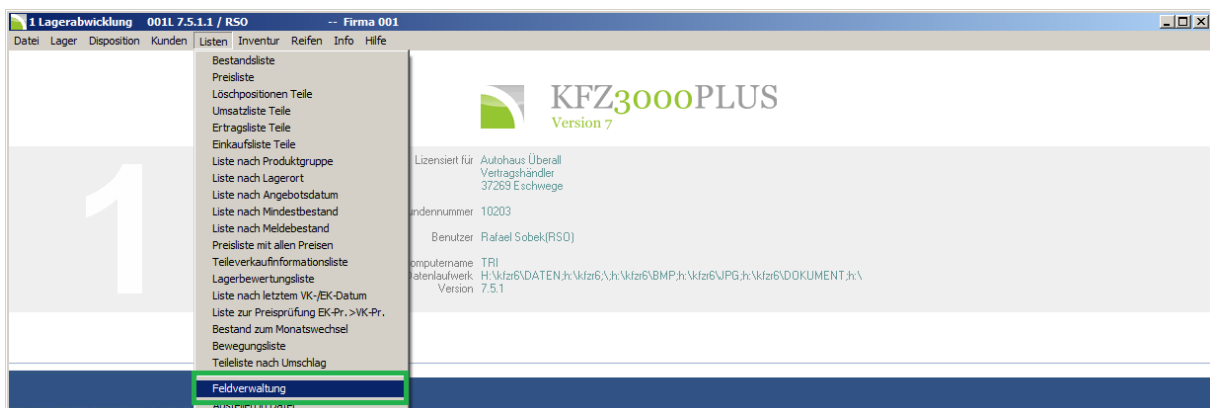 1 Lagerabwicklung 001L 7.5.1.1 / RSO -- Firma 001
Datei Lager Disposition Kunden Listen Inventur Reifen Info Hilfe
Bestandsliste
Preisliste
Löschpositionen Teile
Umsatzliste Teile
Ertragsliste Teile
Einkaufsliste Teile
Liste nach Produktgruppe
Liste nach Lagerort
Liste nach Angebotsdatum
Liste nach Mindestbestand
Liste nach Meldebestand
Preisliste mit allen Preisen
Teileverkaufinformationsliste
Lagerbewertungsliste
Liste nach letztem VK-/EK-Datum
Liste zur Preisprüfung EK-Pr.>VK-Pr.
Bestand zum Monatswechsel
Bewegungsliste
Teileliste nach Umschlag
Feldverwaltung
KFZ3000PLUS
Version 7
1
Lizensiert für Autohaus Überall
Vertragshändler
37269 Eschwege
undennummer 10203
Benutzer Rafael Sobek(RSO)
omputername TRI
atenlaufwerk H:\kfzr6\DATEN;h:\kfzr6;\;h:\kfzr6\BMP;h:\kfzr6\JPG;h:\kfzr6\DOKUMENT;h:\
Version 7.5.1